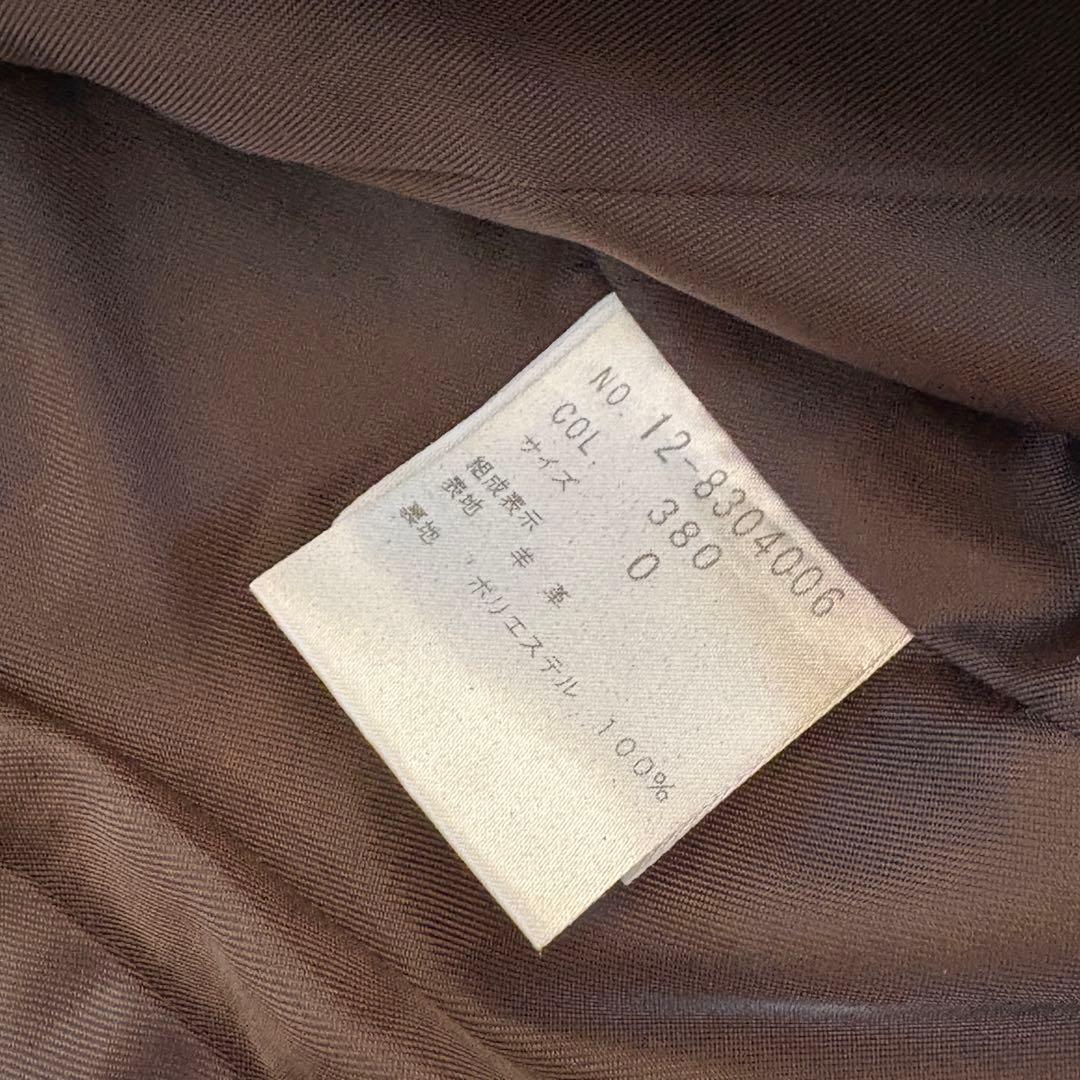 NO. 12-8304006
COL. 380
サイズ 0
組成表示
表地 羊革
裏地 ポリエステル 100%